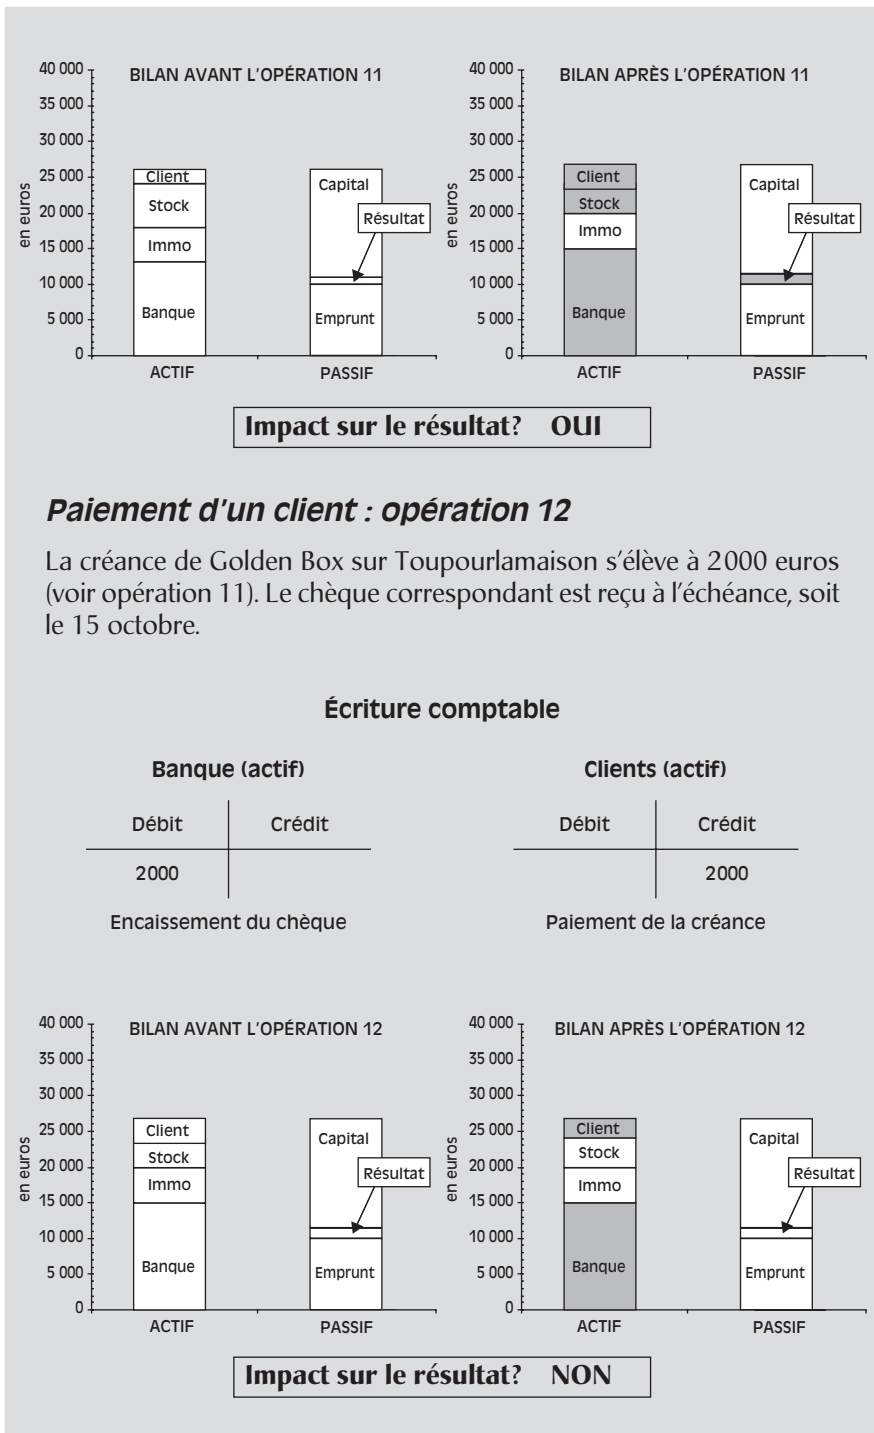 BILAN AVANT L'OPÉRATION 11
40 000
35 000
30 000
25 000
20 000
15 000
10 000
5 000
0
en euros
Client
Stock
Immo
Banque
Capital
Résultat
Emprunt
ACTIF
PASSIF
BILAN APRÈS L'OPÉRATION 11
40 000
35 000
30 000
25 000
20 000
15 000
10 000
5 000
0
en euros
Client
Stock
Immo
Banque
Capital
Résultat
Emprunt
ACTIF
PASSIF
Impact sur le résultat? OUI
Paiement d'un client : opération 12
La créance de Golden Box sur Toupourlamaison s'élève à 2000 euros
(voir opération 11). Le chèque correspondant est reçu à l'échéance, soit
le 15 octobre.
Écriture comptable
Banque (actif)
Débit Crédit
2000
Encaissement du chèque
Clients (actif)
Débit Crédit
2000
Paiement de la créance
BILAN AVANT L'OPÉRATION 12
40 000
35 000
30 000
25 000
20 000
15 000
10 000
5 000
0
en euros
Client
Stock
Immo
Banque
Capital
Résultat
Emprunt
ACTIF
PASSIF
BILAN APRÈS L'OPÉRATION 12
40 000
35 000
30 000
25 000
20 000
15 000
10 000
5 000
0
en euros
Client
Stock
Immo
Banque
Capital
Résultat
Emprunt
ACTIF
PASSIF
Impact sur le résultat? NON